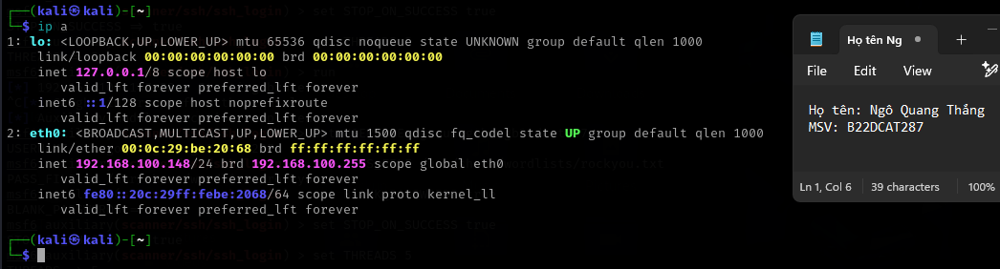 ┌──(kali㉿kali)-[~]
└─$ ip a
1: lo: <LOOPBACK,UP,LOWER_UP> mtu 65536 qdisc noqueue state UNKNOWN group default qlen 1000
    link/loopback 00:00:00:00:00:00 brd 00:00:00:00:00:00
    inet 127.0.0.1/8 scope host lo
       valid_lft forever preferred_lft forever
    inet6 ::1/128 scope host noprefixroute
       valid_lft forever preferred_lft forever
2: eth0: <BROADCAST,MULTICAST,UP,LOWER_UP> mtu 1500 qdisc fq_codel state UP group default qlen 1000
    link/ether 00:0c:29:be:20:68 brd ff:ff:ff:ff:ff:ff
    inet 192.168.100.148/24 brd 192.168.100.255 scope global eth0
       valid_lft forever preferred_lft forever
    inet6 fe80::20c:29ff:febe:2068/64 scope link proto kernel_ll
       valid_lft forever preferred_lft forever
┌──(kali㉿kali)-[~]
└─$
Họ tên Ng
File Edit View
Họ tên: Ngô Quang Thắng
MSV: B22DCAT287
Ln 1, Col 6 39 characters 100%